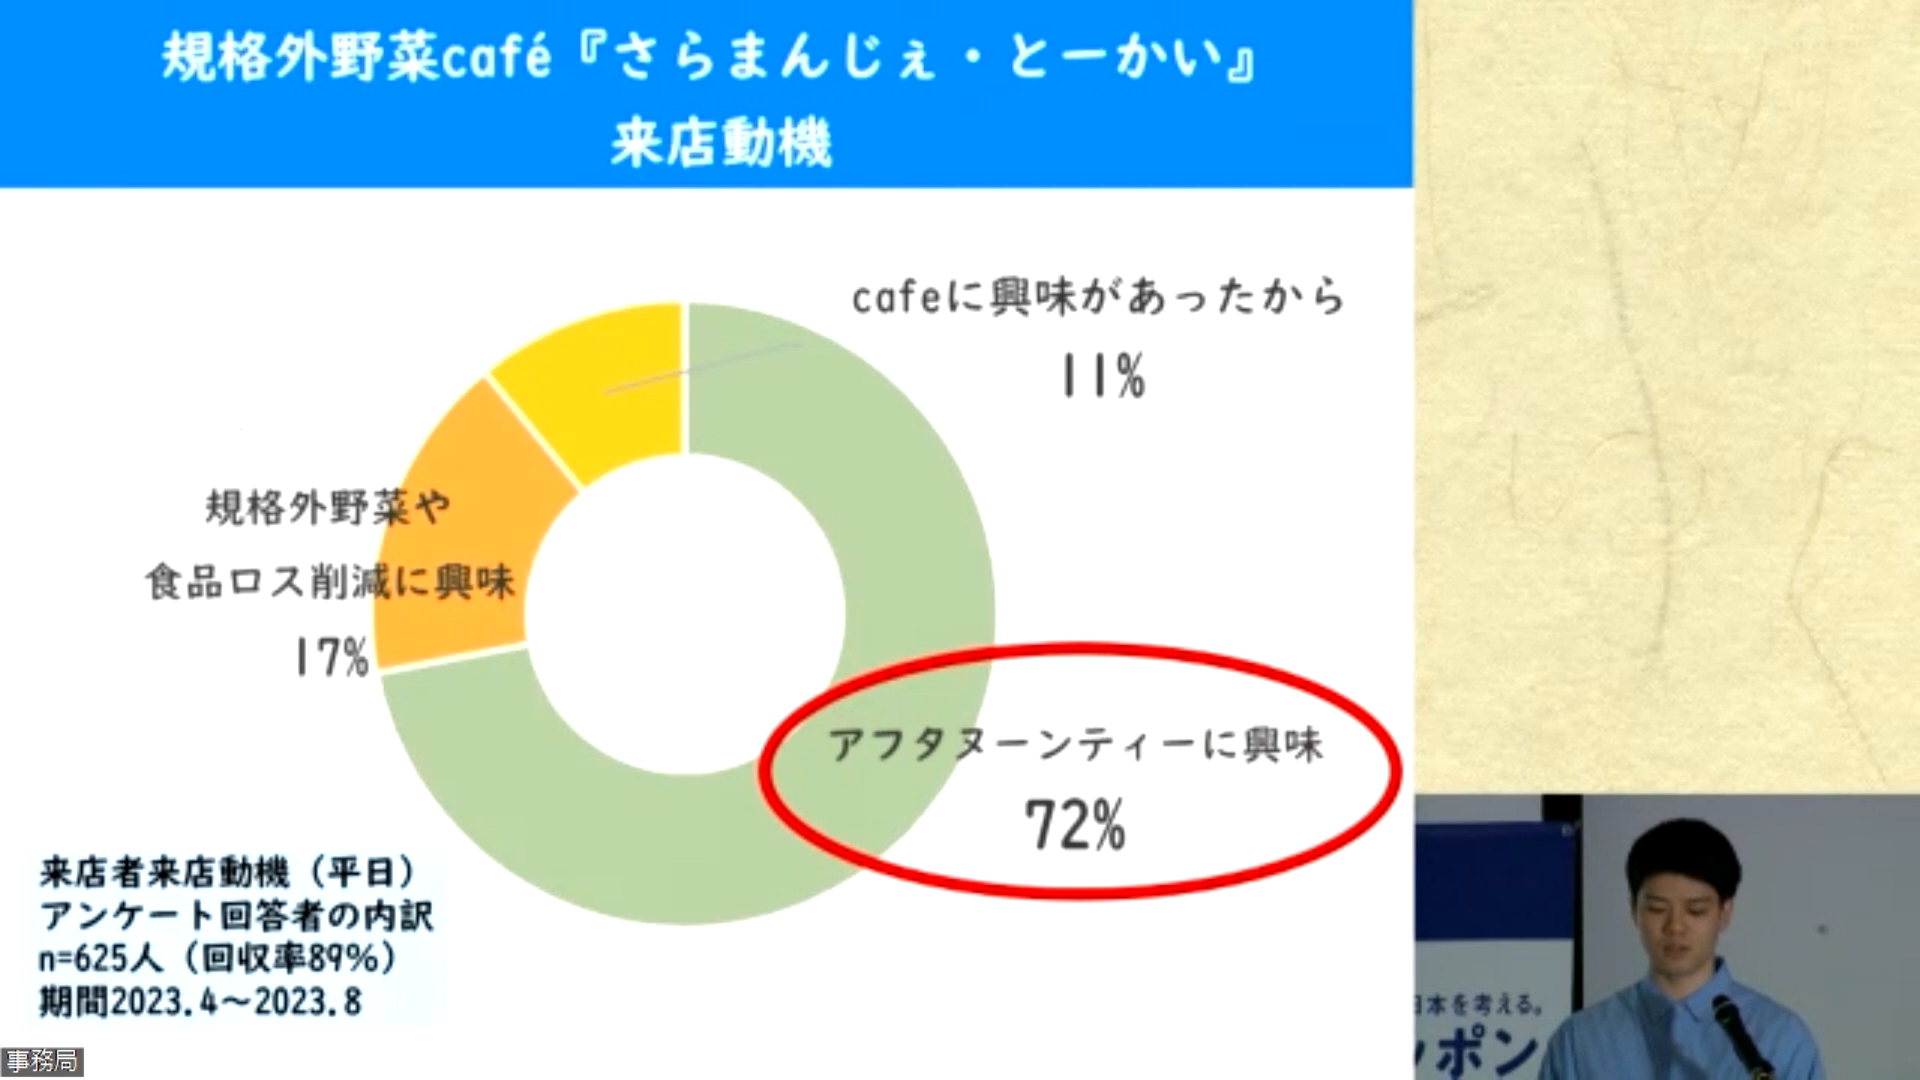 規格外野菜café『さらまんじぇ・とーかい』
来店動機
cafeに興味があったから
11%
規格外野菜や
食品ロス削減に興味
17%
アフタヌーンティーに興味
72%
来店者来店動機（平日）
アンケート回答者の内訳
n=625人（回収率89%）
期間2023.4～2023.8
事務局
日本を考える。
ッポン